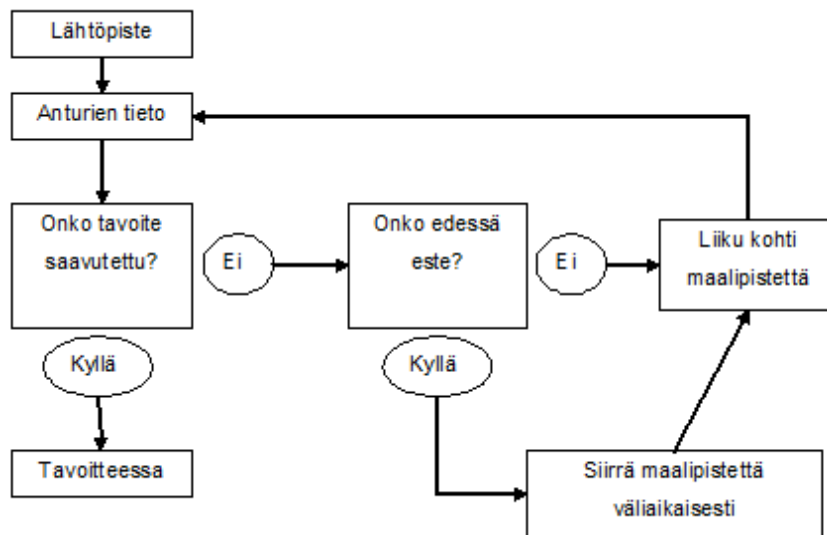 Lähtöpiste
Anturien tieto
Onko tavoite
saavutettu?
Ei
Onko edessä
este?
Ei
Liiku kohti
maalipistettä
Kyllä
Kyllä
Tavoitteessa
Siirrä maalipistettä
väliaikaisesti